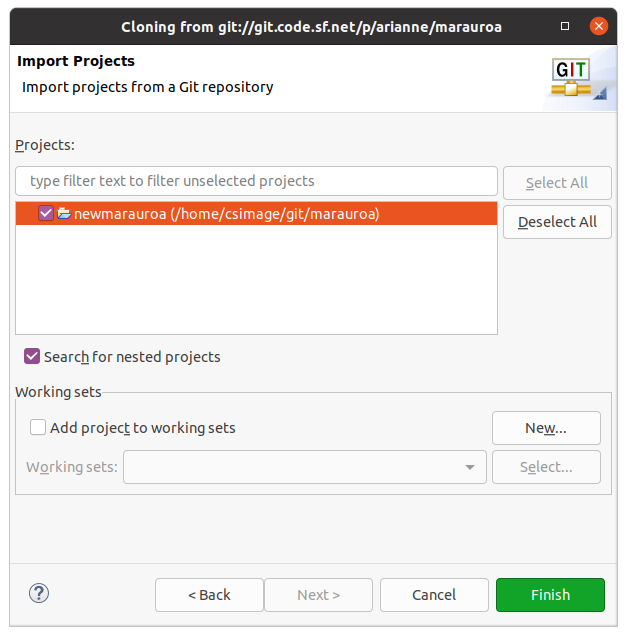 Cloning from git://git.code.sf.net/p/arianne/marauroa
Import Projects
Import projects from a Git repository
GIT
Projects:
type filter text to filter unselected projects
Select All
newmarauroa (/home/csimage/git/marauroa)
Deselect All
Search for nested projects
Working sets
Add project to working sets
New...
Working sets:
Select...
?
< Back
Next >
Cancel
Finish